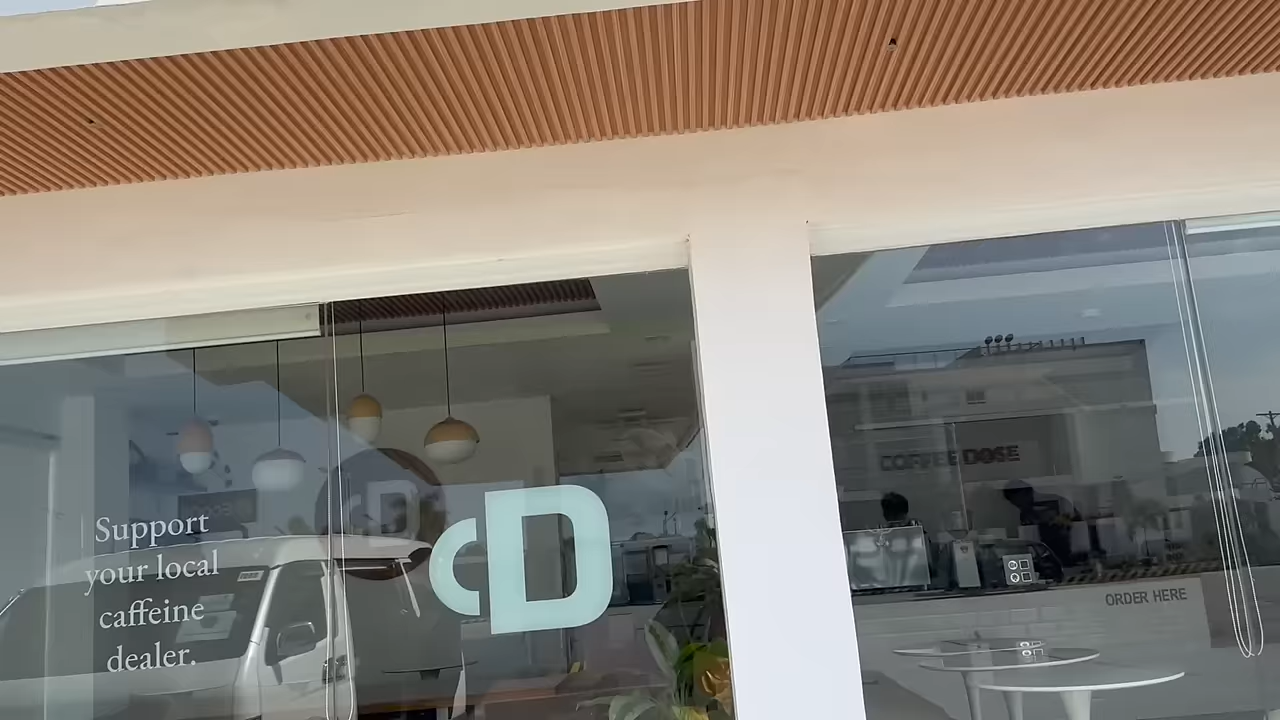 Support
your local
caffeine
dealer.
cD
COFFEE DOSE
ORDER HERE